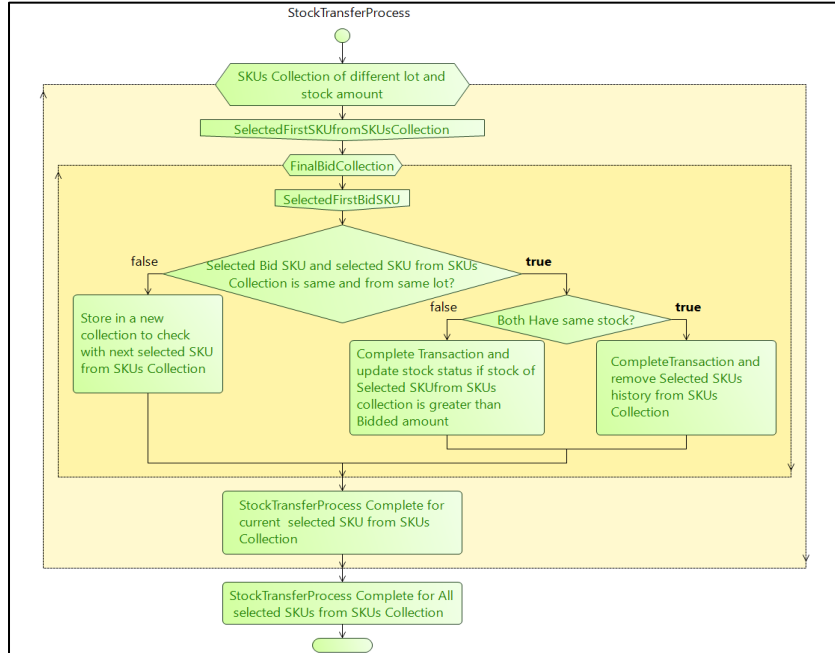 StockTransferProcess
SKUs Collection of different lot and
stock amount
SelectedFirstSKUfromSKUsCollection
FinalBidCollection
SelectedFirstBidSKU
false
Selected Bid SKU and selected SKU from SKUs
Collection is same and from same lot?
true
Store in a new
collection to check
with next selected SKU
from SKUs Collection
false
Both Have same stock?
true
Complete Transaction and
update stock status if stock of
Selected SKUfrom SKUs
collection is greater than
Bidded amount
CompleteTransaction and
remove Selected SKUs
history from SKUs
Collection
StockTransferProcess Complete for
current selected SKU from SKUs
Collection
StockTransferProcess Complete for All
selected SKUs from SKUs Collection